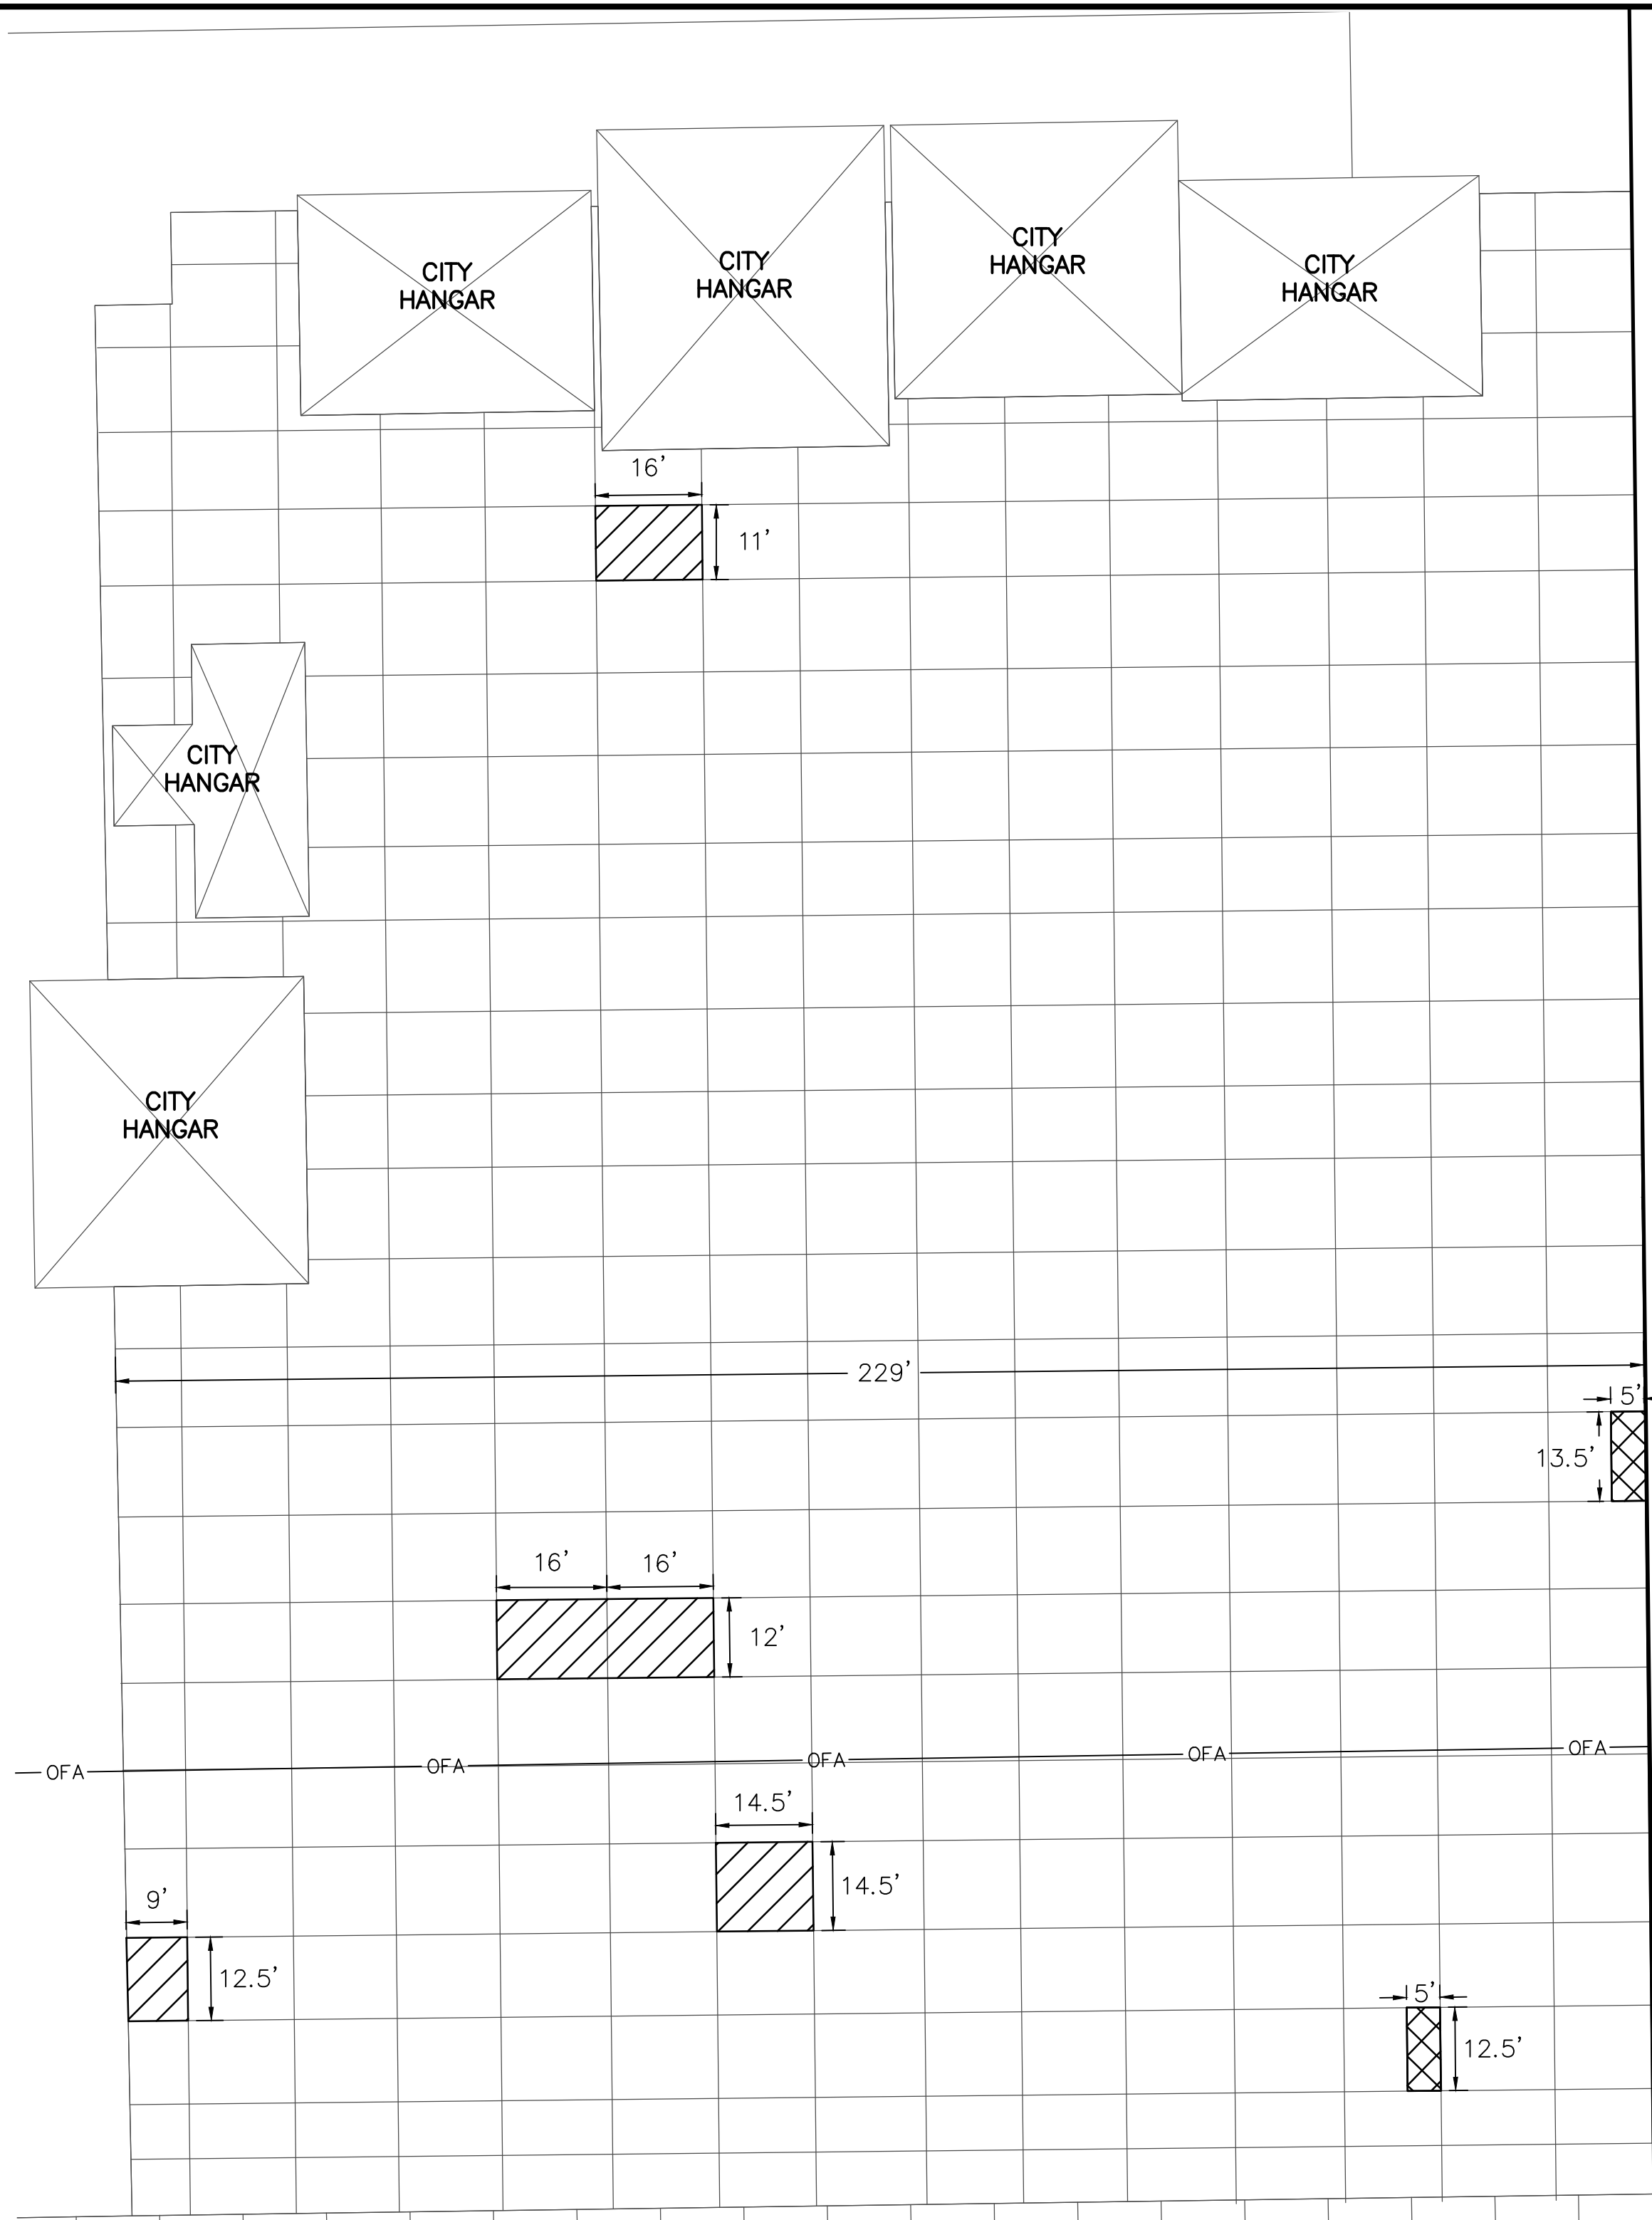 CITY
HANGAR
CITY
HANGAR
CITY
HANGAR
CITY
HANGAR
16’
11’
CITY
HANGAR
CITY
HANGAR
229’
5’
13.5’
16’
16’
12’
OFA
OFA
OFA
OFA
OFA
14.5’
14.5’
9’
12.5’
5’
12.5’